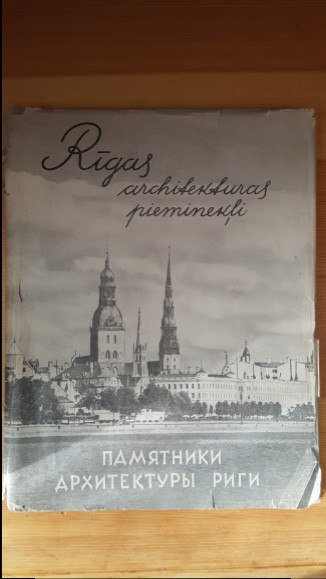 Rīgas
architekturas
pieminekļi
ПАМЯТНИКИ
АРХИТЕКТУРЫ РИГИ